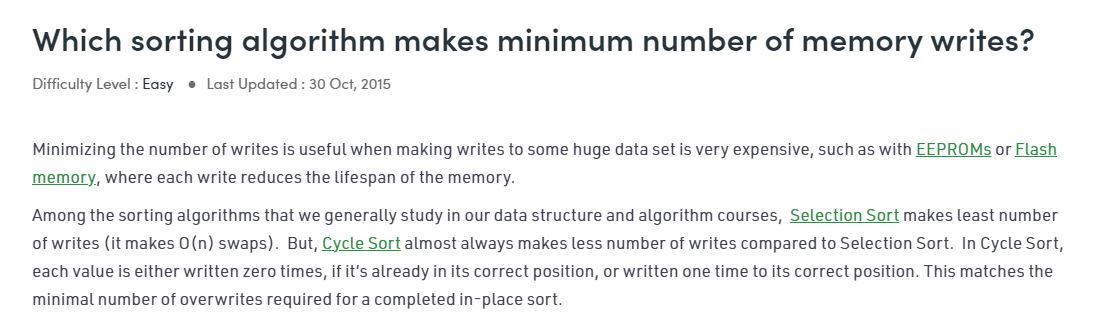 Which sorting algorithm makes minimum number of memory writes?
Difficulty Level : Easy ● Last Updated : 30 Oct, 2015
Minimizing the number of writes is useful when making writes to some huge data set is very expensive, such as with EEPROMs or Flash
memory, where each write reduces the lifespan of the memory.
Among the sorting algorithms that we generally study in our data structure and algorithm courses, Selection Sort makes least number
of writes (it makes O(n) swaps). But, Cycle Sort almost always makes less number of writes compared to Selection Sort. In Cycle Sort,
each value is either written zero times, if it's already in its correct position, or written one time to its correct position. This matches the
minimal number of overwrites required for a completed in-place sort.